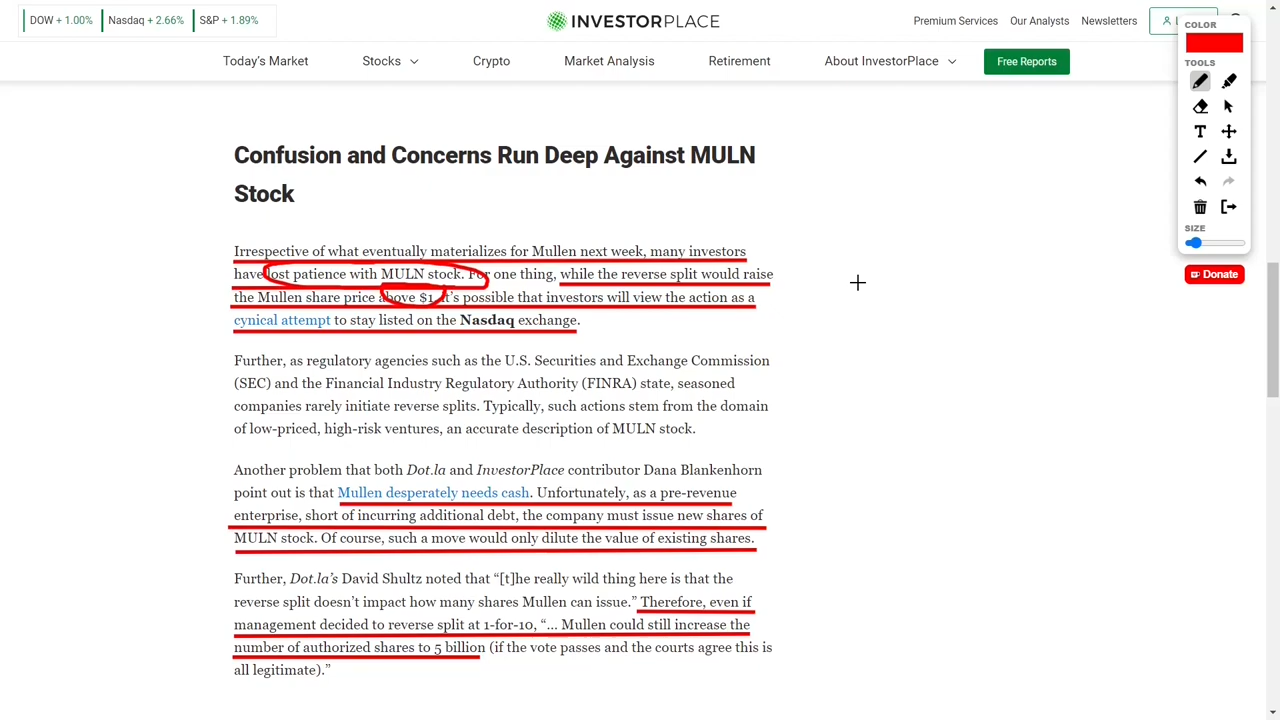 DOW + 1.00% Nasdaq + 2.66% S&P + 1.89%
INVESTORPLACE
Premium Services Our Analysts Newsletters
Today's Market Stocks Crypto Market Analysis Retirement About InvestorPlace Free Reports
COLOR
TOOLS
T
SIZE
Donate
Confusion and Concerns Run Deep Against MULN
Stock
Irrespective of what eventually materializes for Mullen next week, many investors
have lost patience with MULN stock. For one thing, while the reverse split would raise
the Mullen share price above $1, it’s possible that investors will view the action as a
cynical attempt to stay listed on the Nasdaq exchange.
Further, as regulatory agencies such as the U.S. Securities and Exchange Commission
(SEC) and the Financial Industry Regulatory Authority (FINRA) state, seasoned
companies rarely initiate reverse splits. Typically, such actions stem from the domain
of low-priced, high-risk ventures, an accurate description of MULN stock.
Another problem that both Dot.la and InvestorPlace contributor Dana Blankenhorn
point out is that Mullen desperately needs cash. Unfortunately, as a pre-revenue
enterprise, short of incurring additional debt, the company must issue new shares of
MULN stock. Of course, such a move would only dilute the value of existing shares.
Further, Dot.la’s David Shultz noted that “[t]he really wild thing here is that the
reverse split doesn’t impact how many shares Mullen can issue.” Therefore, even if
management decided to reverse split at 1-for-10, “… Mullen could still increase the
number of authorized shares to 5 billion (if the vote passes and the courts agree this is
all legitimate).”